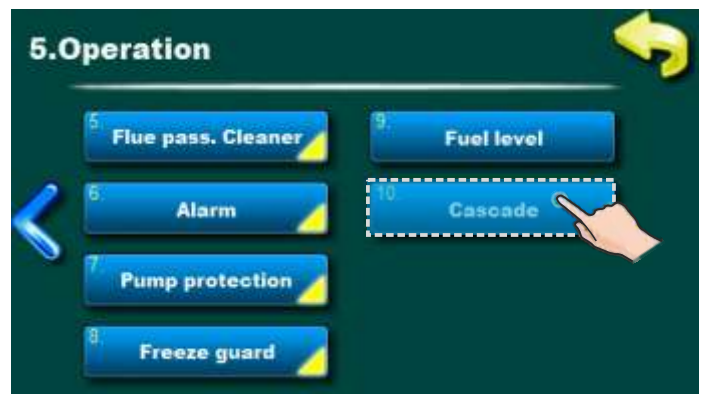 5.Operation
5. Flue pass. Cleaner
6. Alarm
7. Pump protection
8. Freeze guard
9. Fuel level
10. Cascade